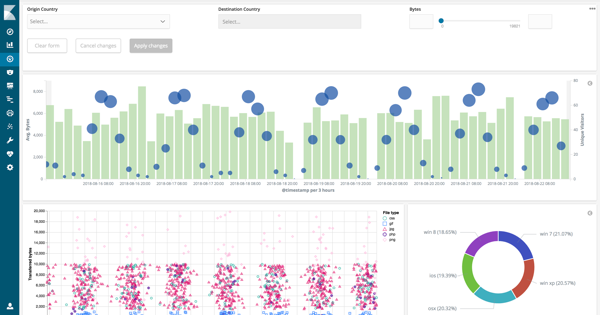 Origin Country
Destination Country
Bytes
Select...
Select...
0
Clear form
Cancel changes
Apply changes
8,000
6,000
4,000
2,000
0
80
60
40
20
0
Avg. Bytes
Unique Visitors
2018-08-16 08:00 2018-08-16 20:00 2018-08-17 08:00 2018-08-17 20:00 2018-08-18 08:00 2018-08-18 20:00 2018-08-19 08:00 2018-08-19 20:00 2018-08-20 08:00 2018-08-20 20:00 2018-08-21 08:00 2018-08-21 20:00 2018-08-22 08:00
@timestamp per 3 hours
20,000
18,000
16,000
14,000
12,000
10,000
8,000
6,000
4,000
2,000
Transferred bytes
File type
css
gz
png
win 8 (18.65%)
win 7 (21.07%)
ios (19.39%)
win xp (20.57%)
osx (20.32%)